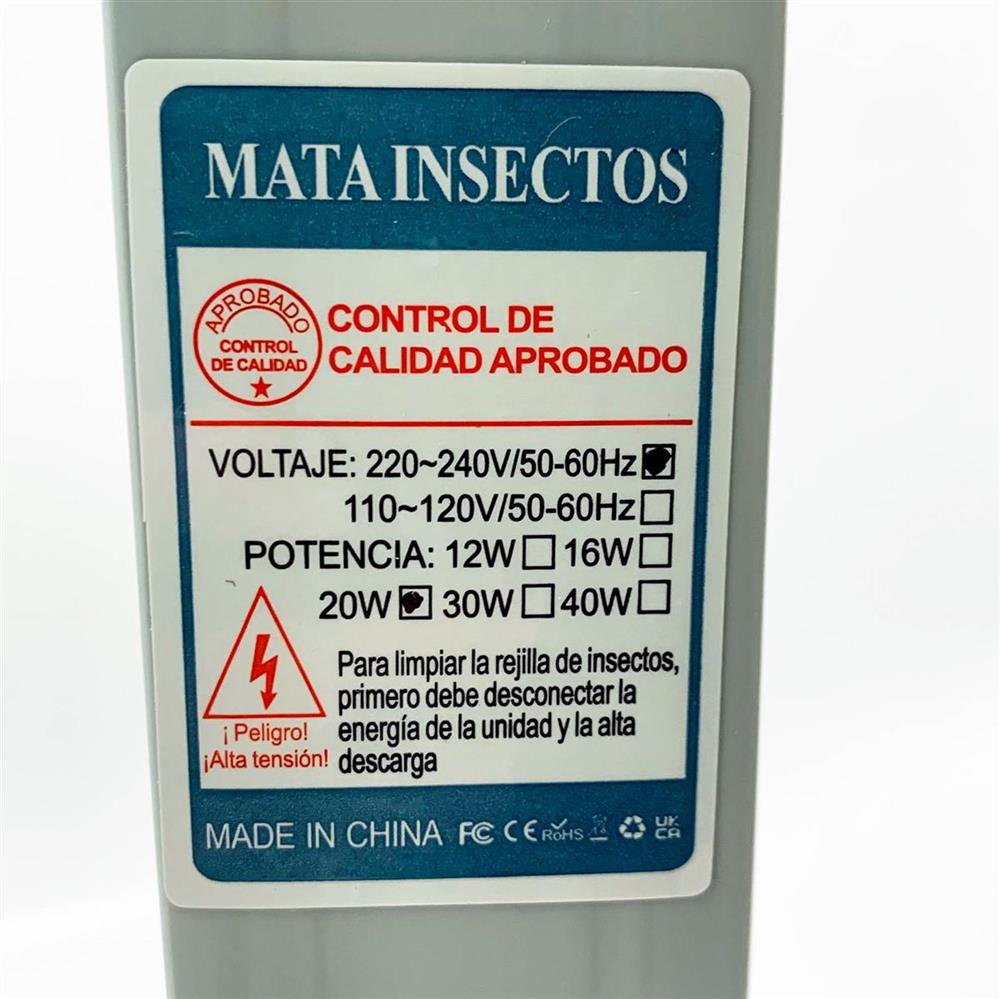 MATA INSECTOS
APROBADO
CONTROL
DE CALIDAD
CONTROL DE
CALIDAD APROBADO
VOLTAJE: 220~240V/50-60Hz
110~120V/50-60Hz
POTENCIA: 12W 16W
20W 30W 40W
Para limpiar la rejilla de insectos,
primero debe desconectar la
energía de la unidad y la alta
descarga
¡Peligro!
¡Alta tensión!
MADE IN CHINA FC CE RoHS UK
CA